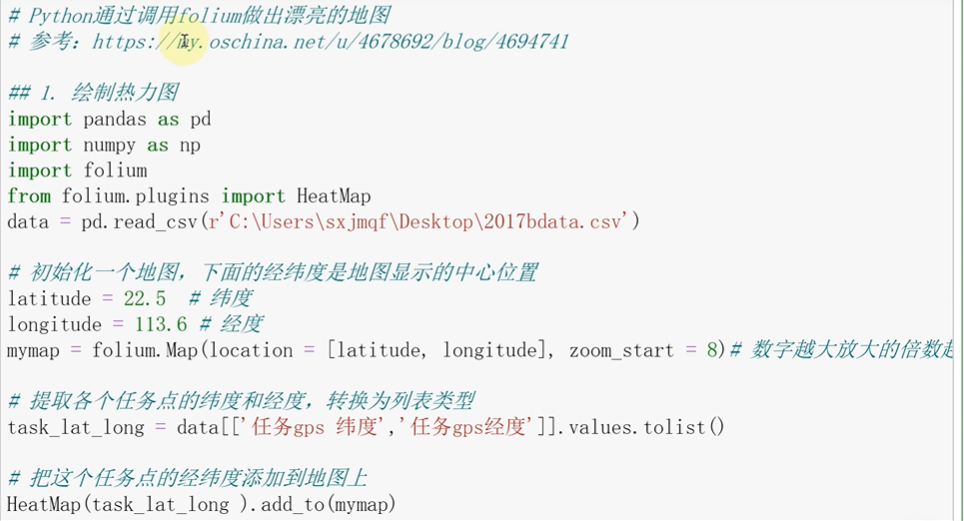 # Python通过调用folium做出漂亮的地图
# 参考：https://my.oschina.net/u/4678692/blog/4694741
## 1. 绘制热力图
import pandas as pd
import numpy as np
import folium
from folium.plugins import HeatMap
data = pd.read_csv(r'C:\Users\sxjmqf\Desktop\2017bdata.csv')
# 初始化一个地图，下面的经纬度是地图显示的中心位置
latitude = 22.5  # 纬度
longitude = 113.6 # 经度
mymap = folium.Map(location = [latitude, longitude], zoom_start = 8)# 数字越大放大的倍数越
# 提取各个任务点的纬度和经度，转换为列表类型
task_lat_long = data[['任务gps 纬度','任务gps经度']].values.tolist()
# 把这个任务点的经纬度添加到地图上
HeatMap(task_lat_long ).add_to(mymap)